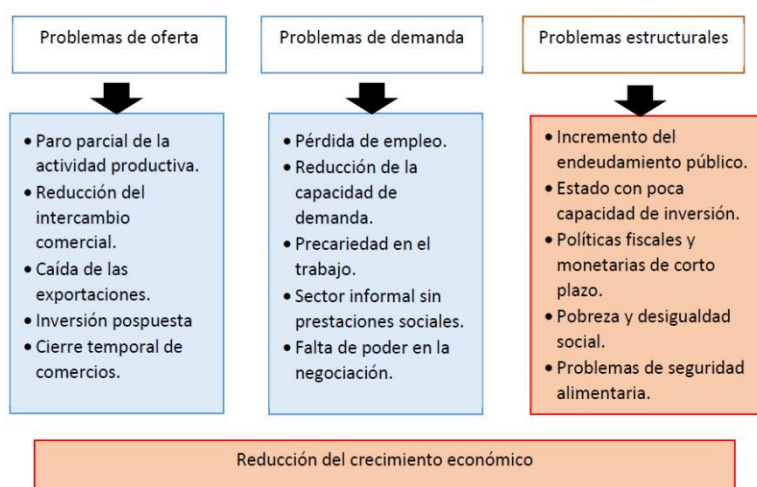 Problemas de oferta
Problemas de demanda
Problemas estructurales
• Paro parcial de la
actividad productiva.
• Reducción del
intercambio
comercial.
• Caída de las
exportaciones.
• Inversión pospuesta
• Cierre temporal de
comercios.
• Pérdida de empleo.
• Reducción de la
capacidad de
demanda.
• Precariedad en el
trabajo.
• Sector informal sin
prestaciones sociales.
• Falta de poder en la
negociación.
• Incremento del
endeudamiento público.
• Estado con poca
capacidad de inversión.
• Políticas fiscales y
monetarias de corto
plazo.
• Pobreza y desigualdad
social.
• Problemas de seguridad
alimentaria.
Reducción del crecimiento económico